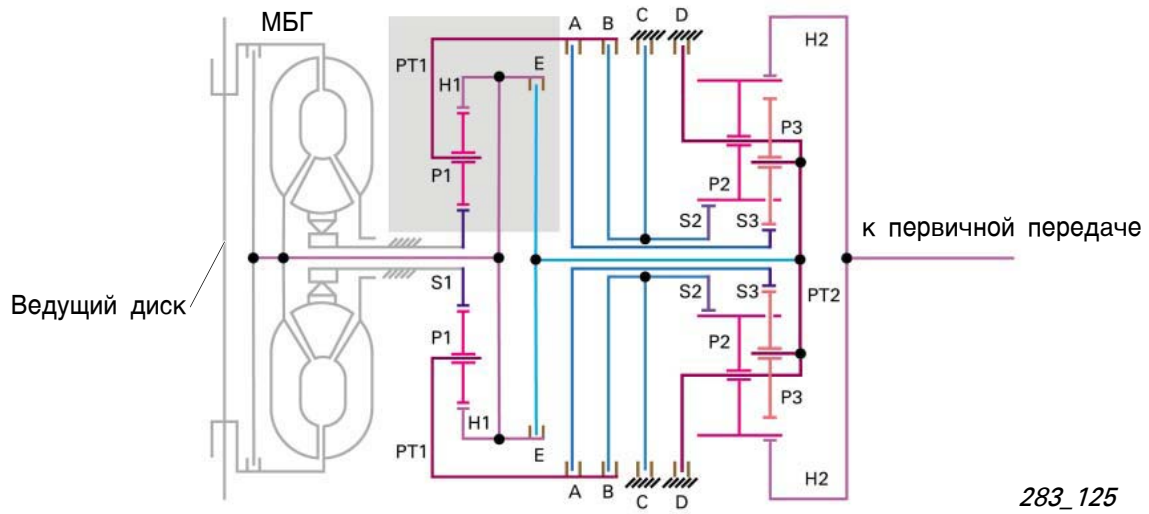 МБГ
A B C D
H2
PT1
E
H1
P3
P1
P2
S2 S3
к первичной передаче
S1
S2 S3
PT2
Ведущий диск
P1
P2
P3
H1
PT1
E
H2
A B C D
283_125